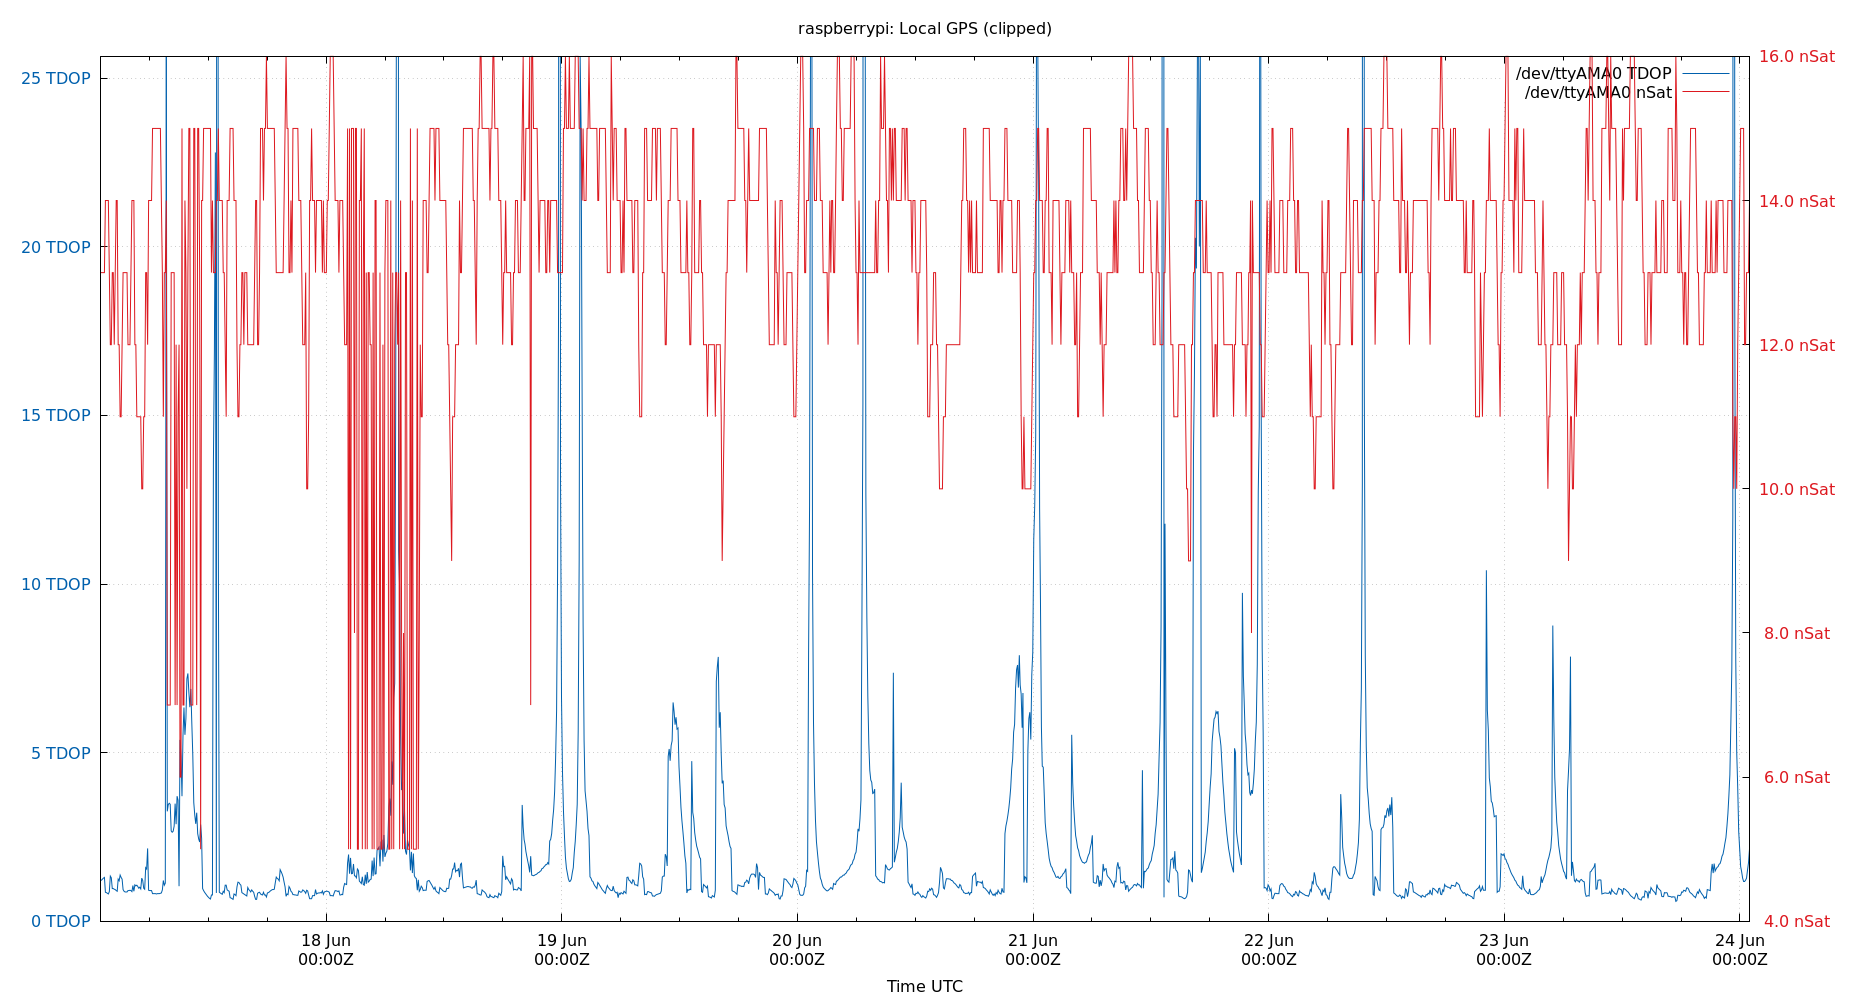 raspberrypi: Local GPS (clipped)
/dev/ttyAMA0 TDOP
/dev/ttyAMA0 nSat
25 TDOP
20 TDOP
15 TDOP
10 TDOP
5 TDOP
0 TDOP
16.0 nSat
14.0 nSat
12.0 nSat
10.0 nSat
8.0 nSat
6.0 nSat
4.0 nSat
18 Jun 19 Jun 20 Jun 21 Jun 22 Jun 23 Jun 24 Jun
00:00Z 00:00Z 00:00Z 00:00Z 00:00Z 00:00Z 00:00Z
Time UTC